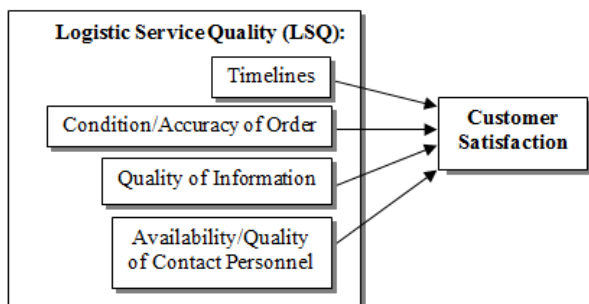 Logistic Service Quality (LSQ):
Timelines
Condition/Accuracy of Order
Quality of Information
Availability/Quality
of Contact Personnel
Customer
Satisfaction